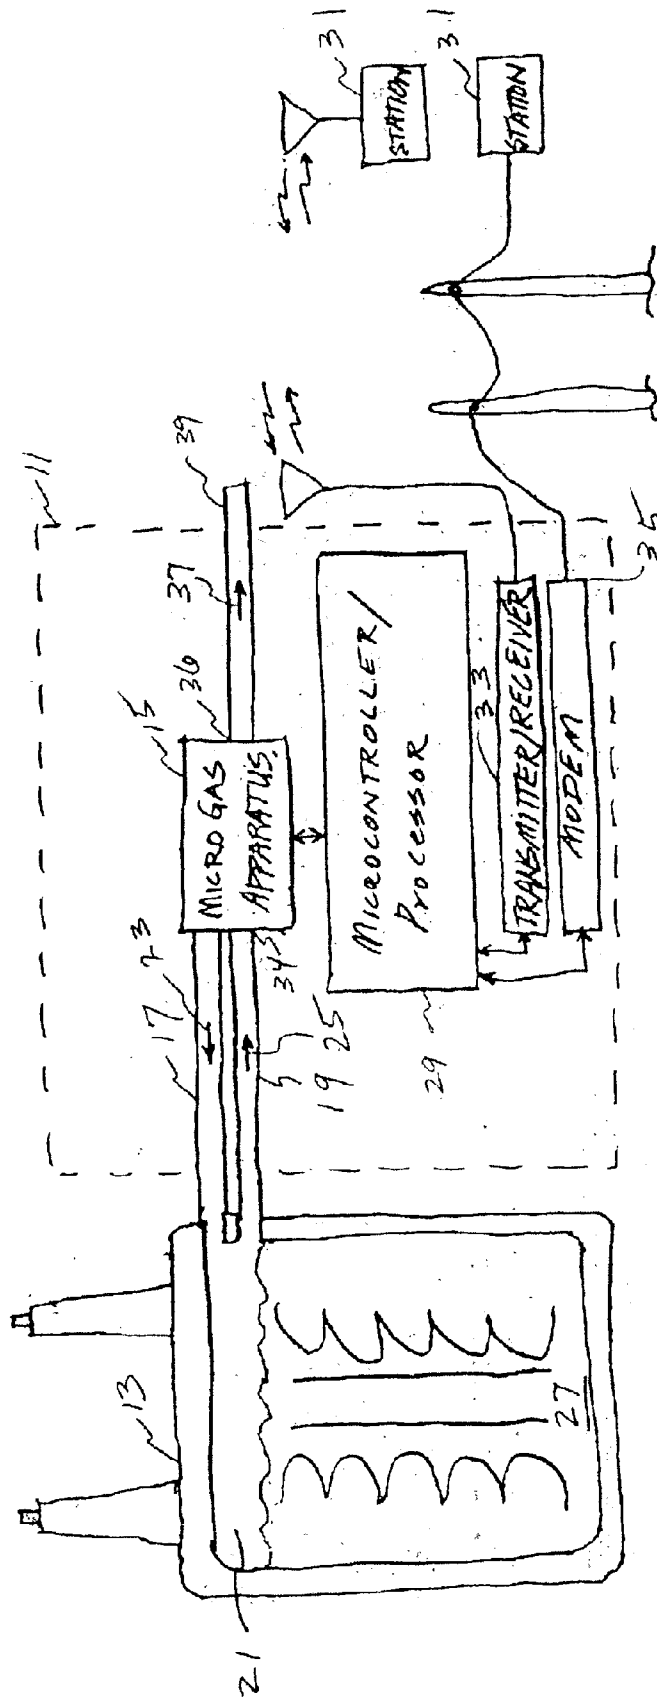 11
39
37
36
15
MICRO GAS
APPARATUS.
34
17
23
19
25
13
21
27
MICROCONTROLLER/
PROCESSOR
29
33
TRANSMITTER/RECEIVER
MODEM
35
31
STATION
31
STATION